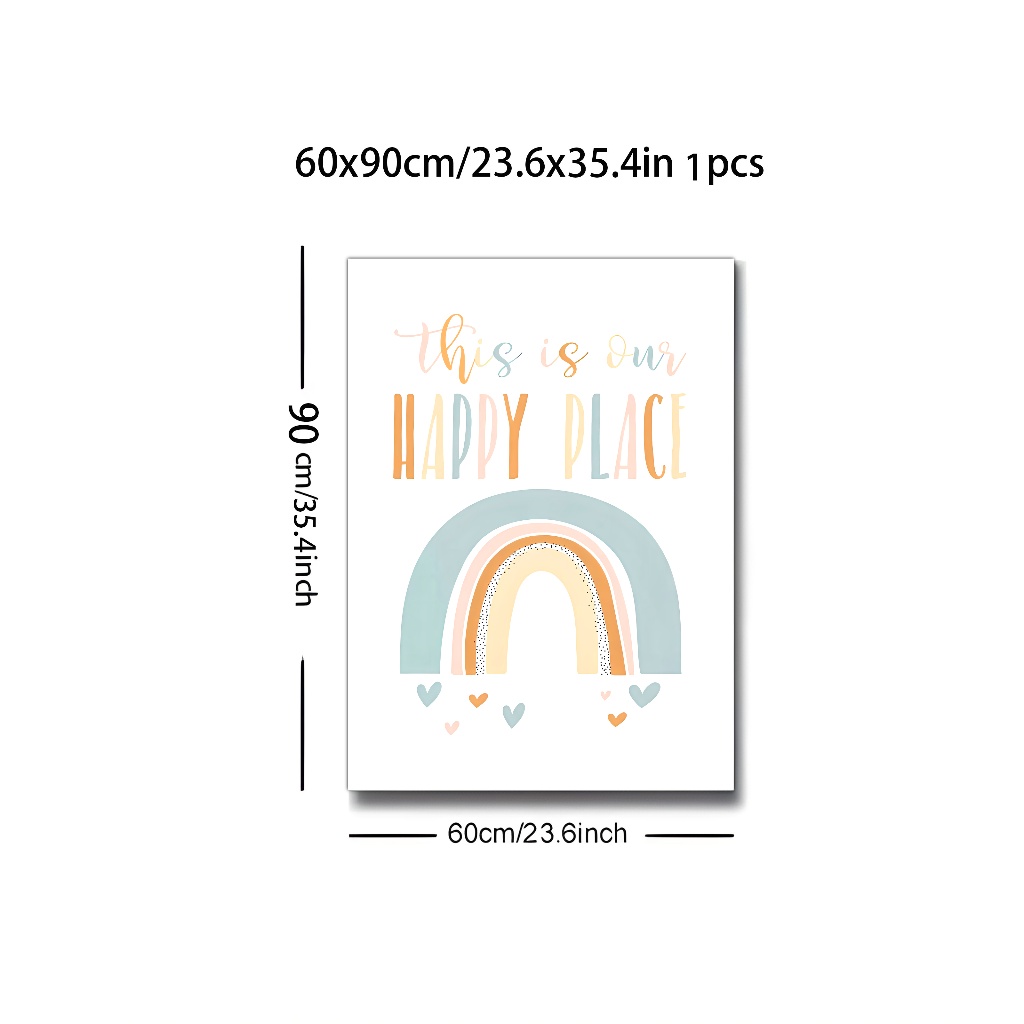 60x90cm/23.6x35.4in 1pcs
this is our
HAPPY PLACE
90 cm/35.4inch
60cm/23.6inch